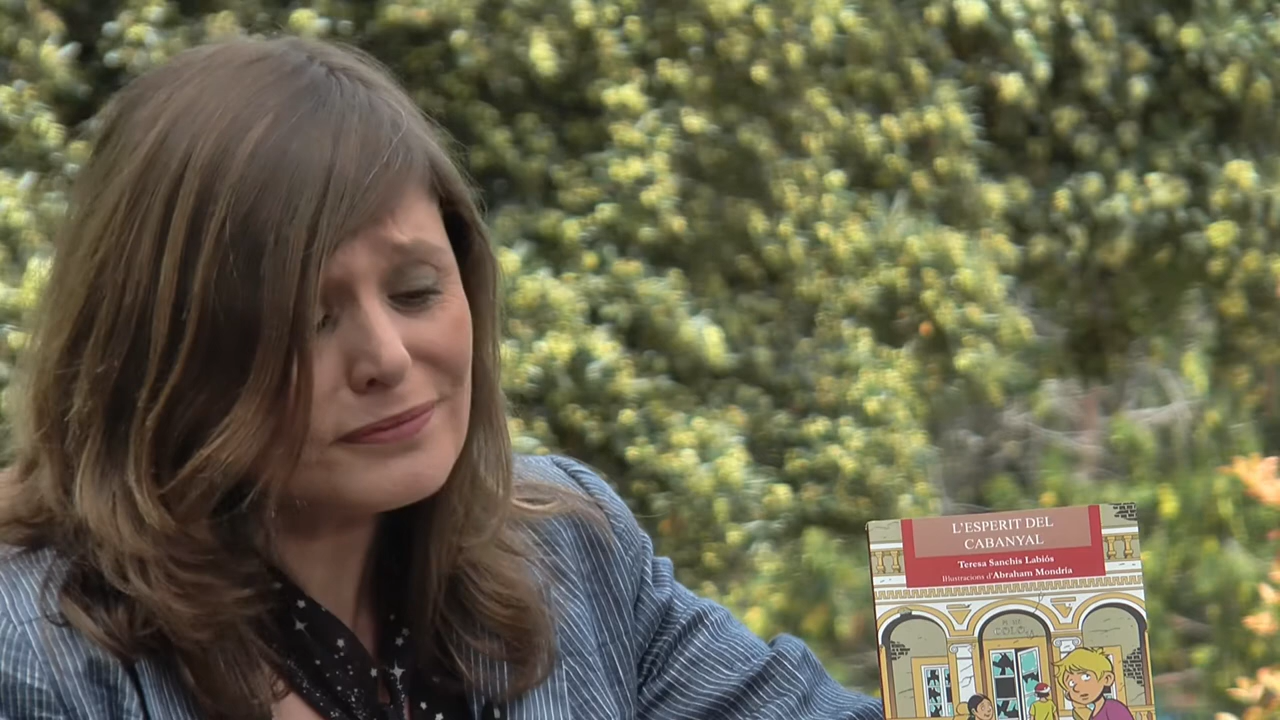 L'ESPERIT DEL
CABANYAL
Teresa Sanchis Labiós
Il·lustracions d'Abraham Mondria